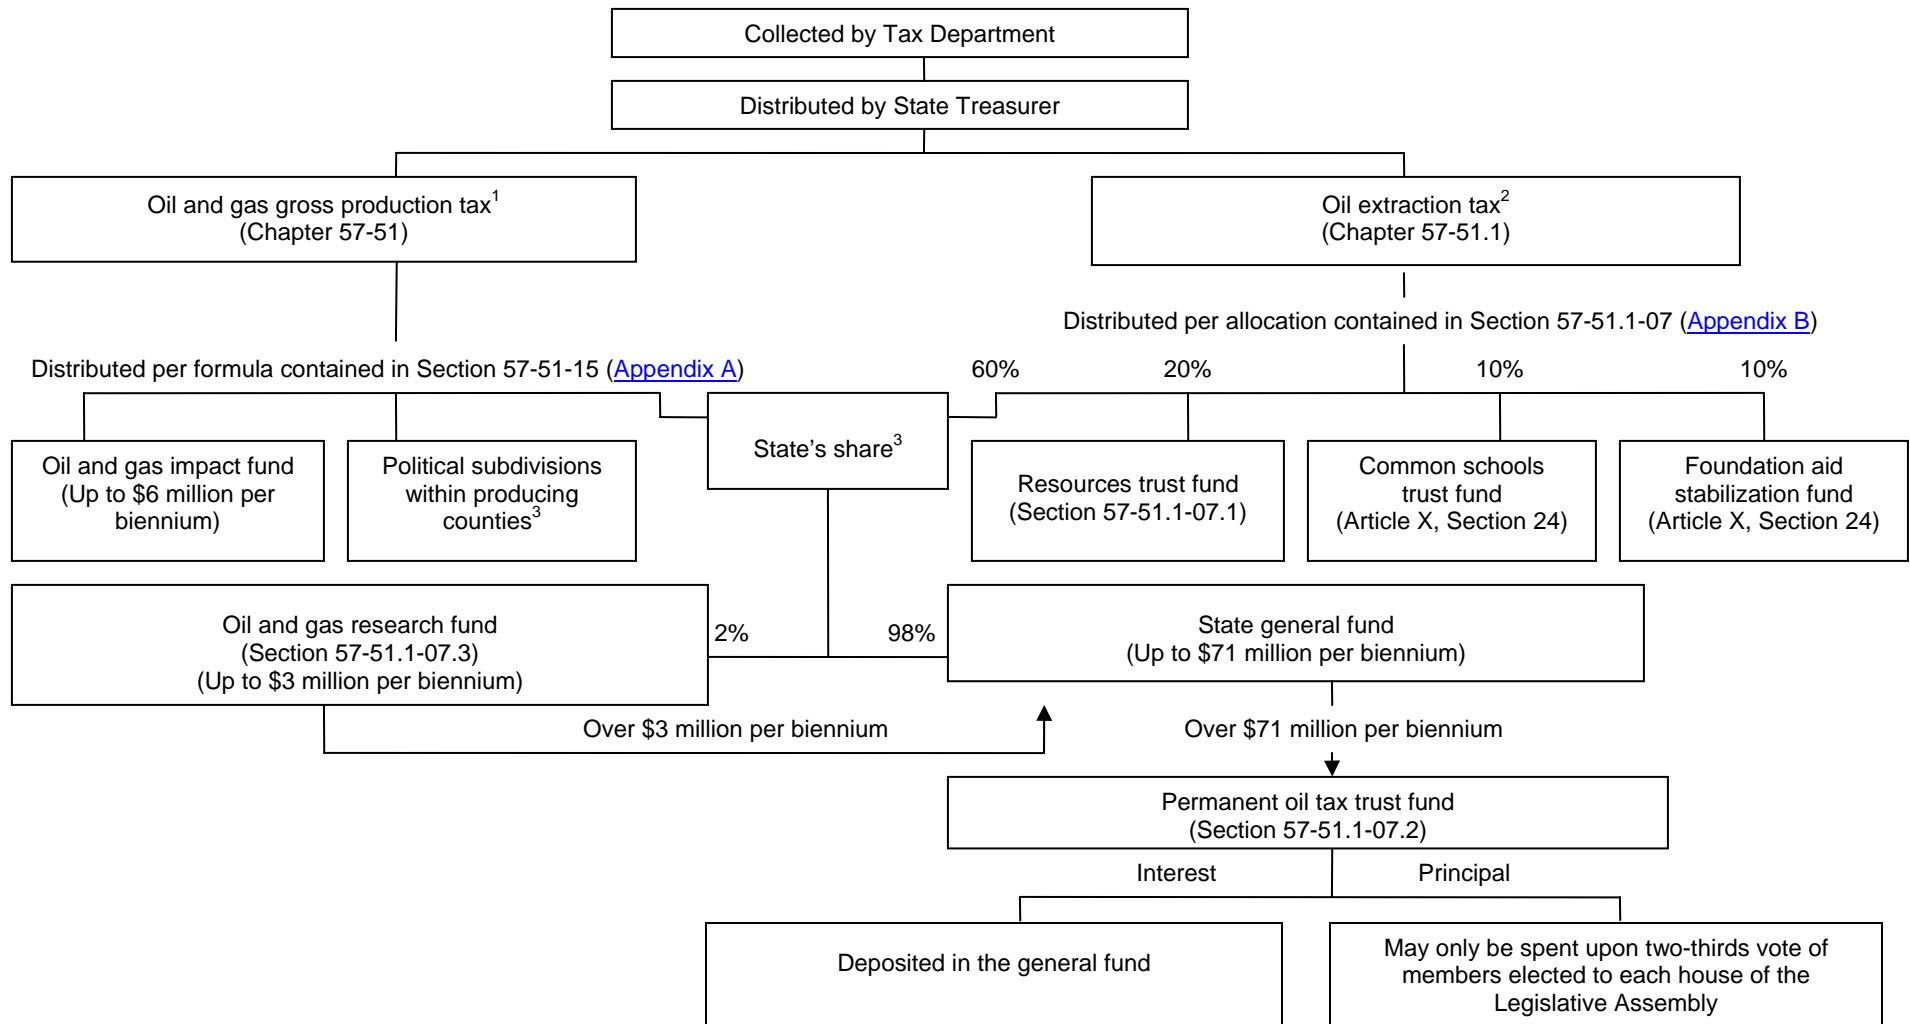 Collected by Tax Department
Distributed by State Treasurer
Oil and gas gross production tax1
(Chapter 57-51)
Oil extraction tax2
(Chapter 57-51.1)
Distributed per allocation contained in Section 57-51.1-07 (Appendix B)
Distributed per formula contained in Section 57-51-15 (Appendix A)
60%
20%
10%
10%
Oil and gas impact fund
(Up to $6 million per
biennium)
Political subdivisions
within producing
counties3
State’s share3
Resources trust fund
(Section 57-51.1-07.1)
Common schools
trust fund
(Article X, Section 24)
Foundation aid
stabilization fund
(Article X, Section 24)
Oil and gas research fund
(Section 57-51.1-07.3)
(Up to $3 million per biennium)
2%
98%
State general fund
(Up to $71 million per biennium)
Over $3 million per biennium
Over $71 million per biennium
Permanent oil tax trust fund
(Section 57-51.1-07.2)
Interest
Principal
Deposited in the general fund
May only be spent upon two-thirds vote of
members elected to each house of the
Legislative Assembly